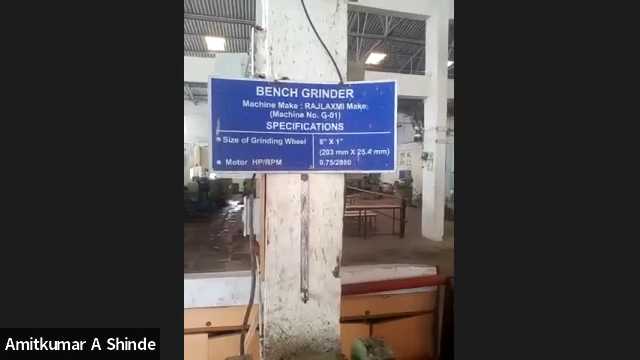 BENCH GRINDER
Machine Make : RAJLAXMI Make
(Machine No. G-01)
SPECIFICATIONS
Size of Grinding Wheel 8" X 1"
(203 mm X 25.4 mm)
Motor HP/RPM 0.75/2880
Amitkumar A Shinde